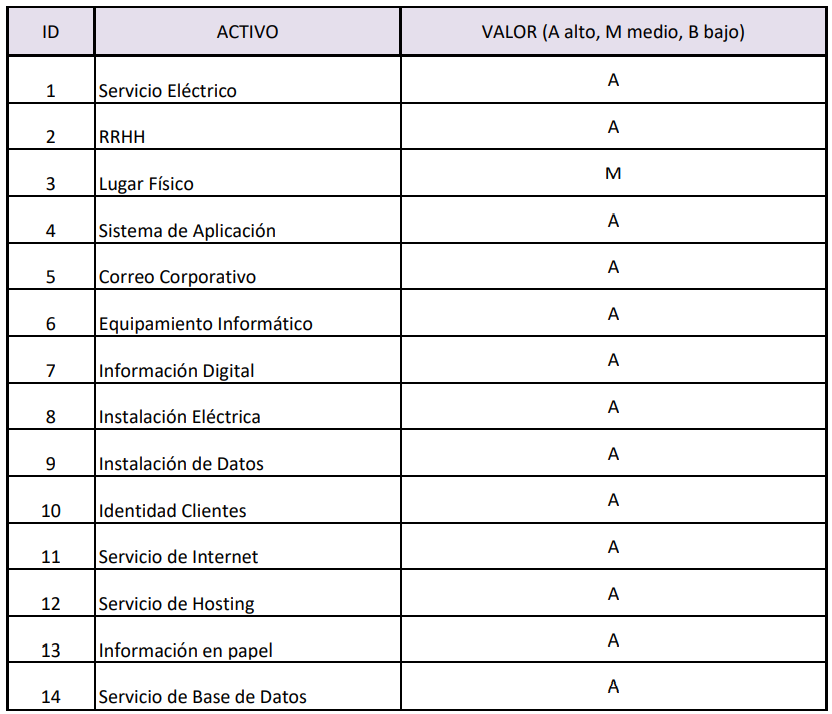 ID ACTIVO VALOR (A alto, M medio, B bajo)
1 Servicio Eléctrico A
2 RRHH A
3 Lugar Físico M
4 Sistema de Aplicación A
5 Correo Corporativo A
6 Equipamiento Informático A
7 Información Digital A
8 Instalación Eléctrica A
9 Instalación de Datos A
10 Identidad Clientes A
11 Servicio de Internet A
12 Servicio de Hosting A
13 Información en papel A
14 Servicio de Base de Datos A